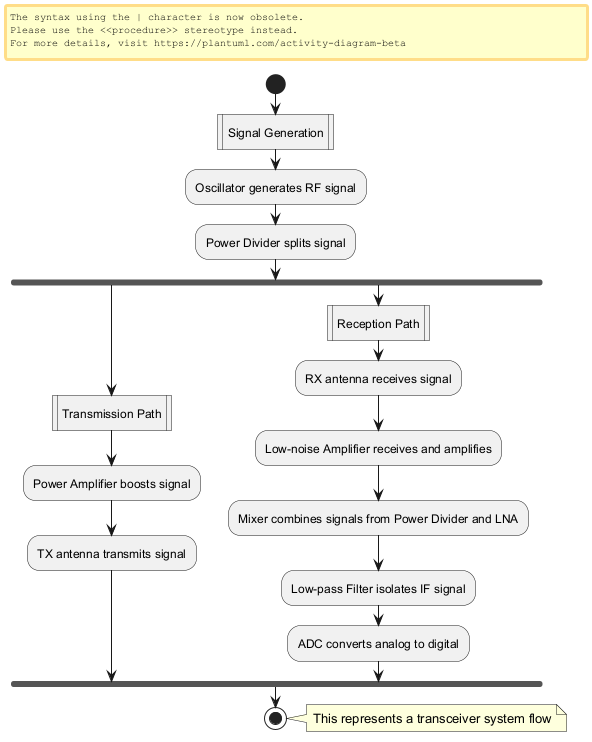 The syntax using the | character is now obsolete.
Please use the <<procedure>> stereotype instead.
For more details, visit https://plantuml.com/activity-diagram-beta
Signal Generation
Oscillator generates RF signal
Power Divider splits signal
Transmission Path
Power Amplifier boosts signal
TX antenna transmits signal
Reception Path
RX antenna receives signal
Low-noise Amplifier receives and amplifies
Mixer combines signals from Power Divider and LNA
Low-pass Filter isolates IF signal
ADC converts analog to digital
This represents a transceiver system flow